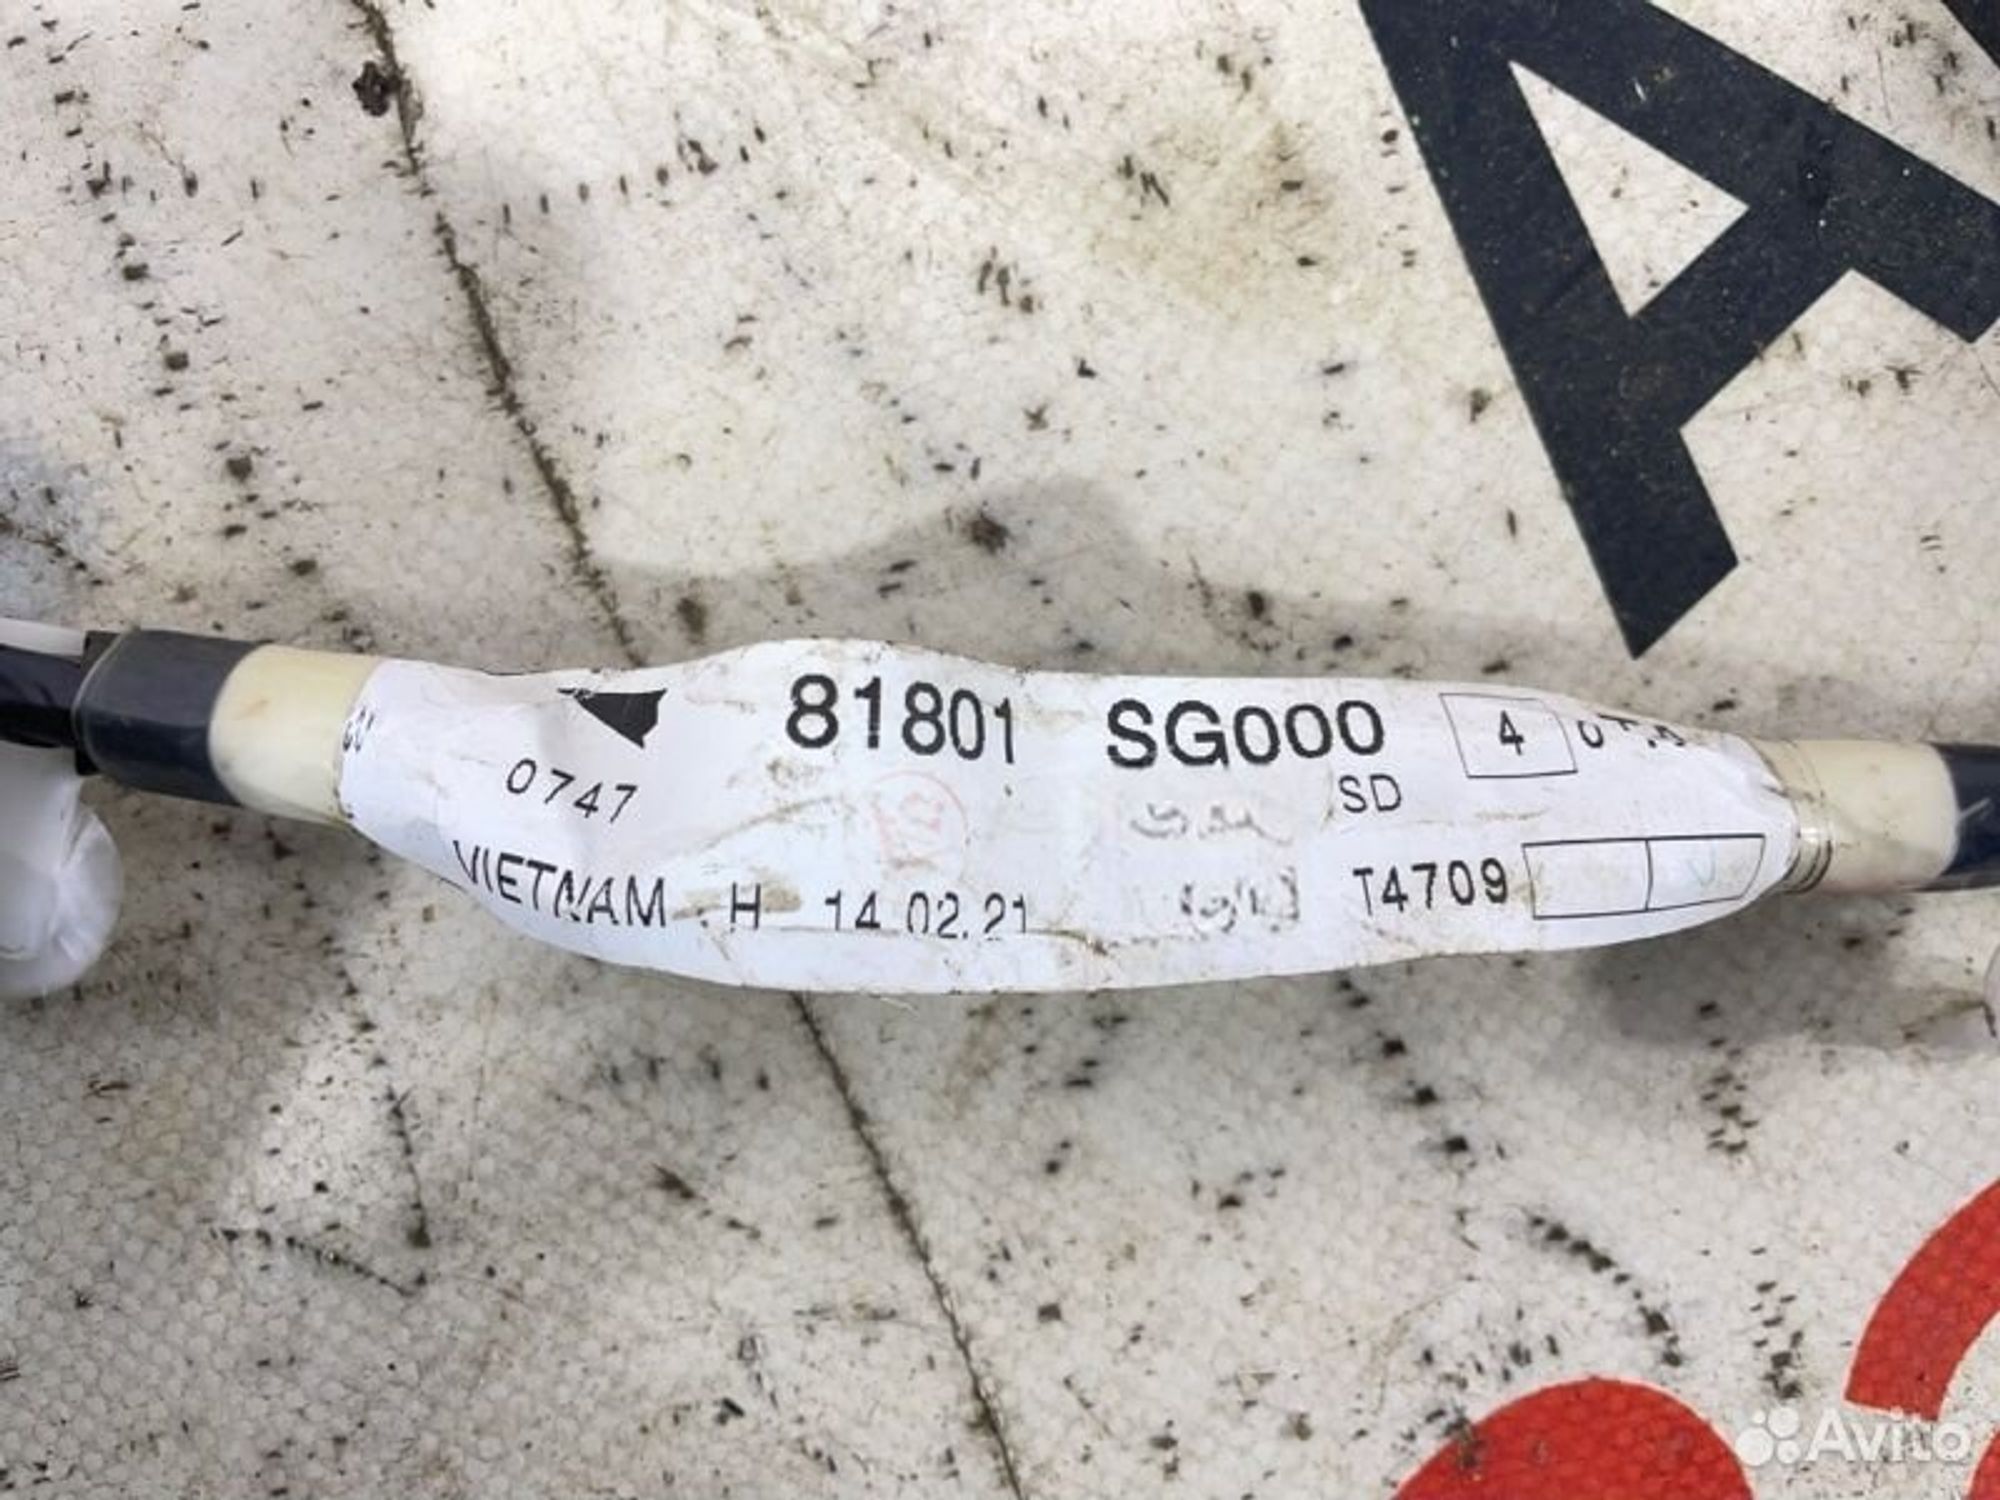 81801 SG000 4
0747 SD
VIETNAM . H 14.02.21 T4709
A
Avito